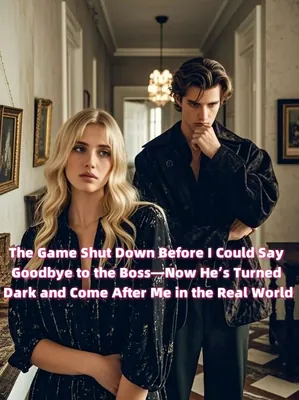 The Game Shut Down Before I Could Say
Goodbye to the Boss—Now He's Turned
Dark and Come After Me in the Real World